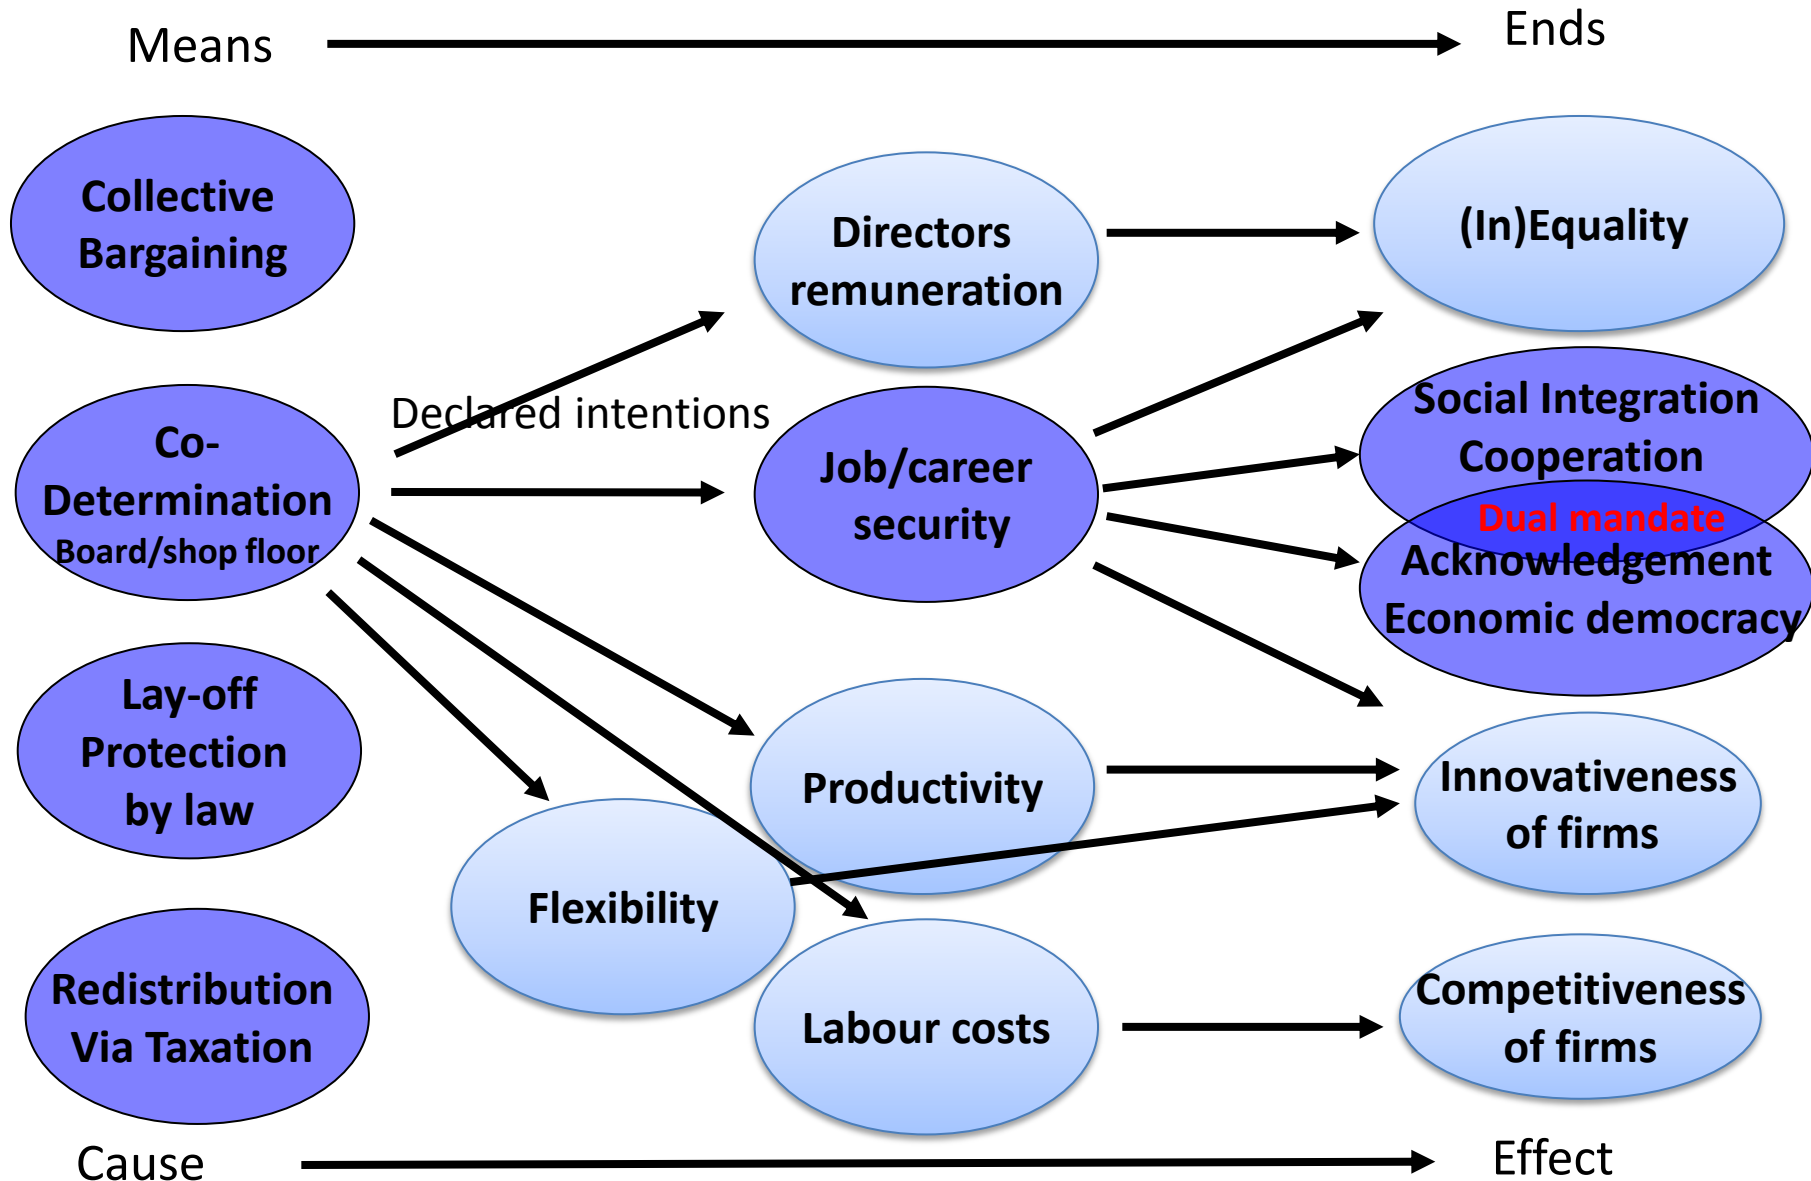 Means
Ends
Collective
Bargaining
Directors
remuneration
(In)Equality
Declared intentions
Co-
Determination
Board/shop floor
Job/career
security
Social Integration
Cooperation
Dual mandate
Acknowledgement
Economic democracy
Lay-off
Protection
by law
Productivity
Innovativeness
of firms
Flexibility
Redistribution
Via Taxation
Labour costs
Competitiveness
of firms
Cause
Effect